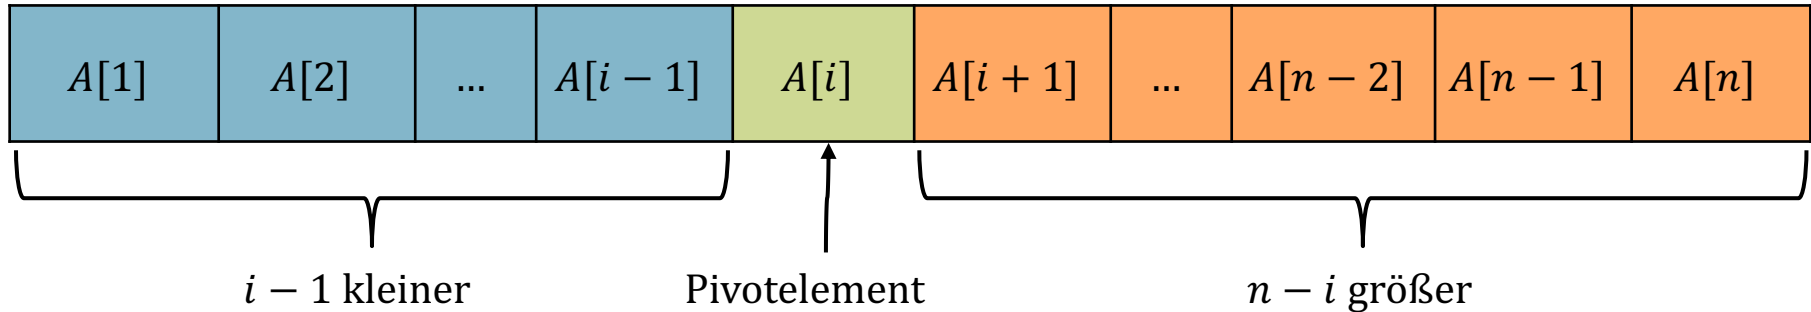 A[1] A[2] … A[i − 1] A[i] A[i + 1] … A[n − 2] A[n − 1] A[n]
i − 1 kleiner Pivotelement n − i größer